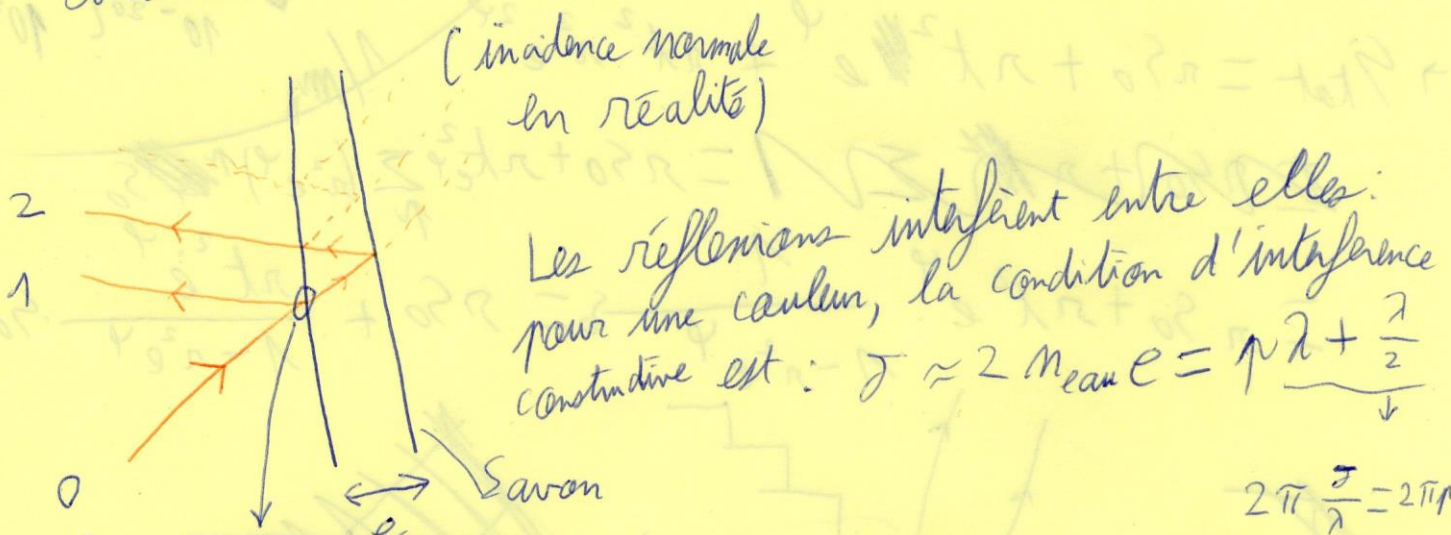 (incidence normale
en réalité)
2
1
0
Les réflexions interfèrent entre elles:
pour une couleur, la condition d'interférence
constructive est: δ ≈ 2 n_eau e = pλ + λ/2
Savon
e
2π δ/λ = 2πp